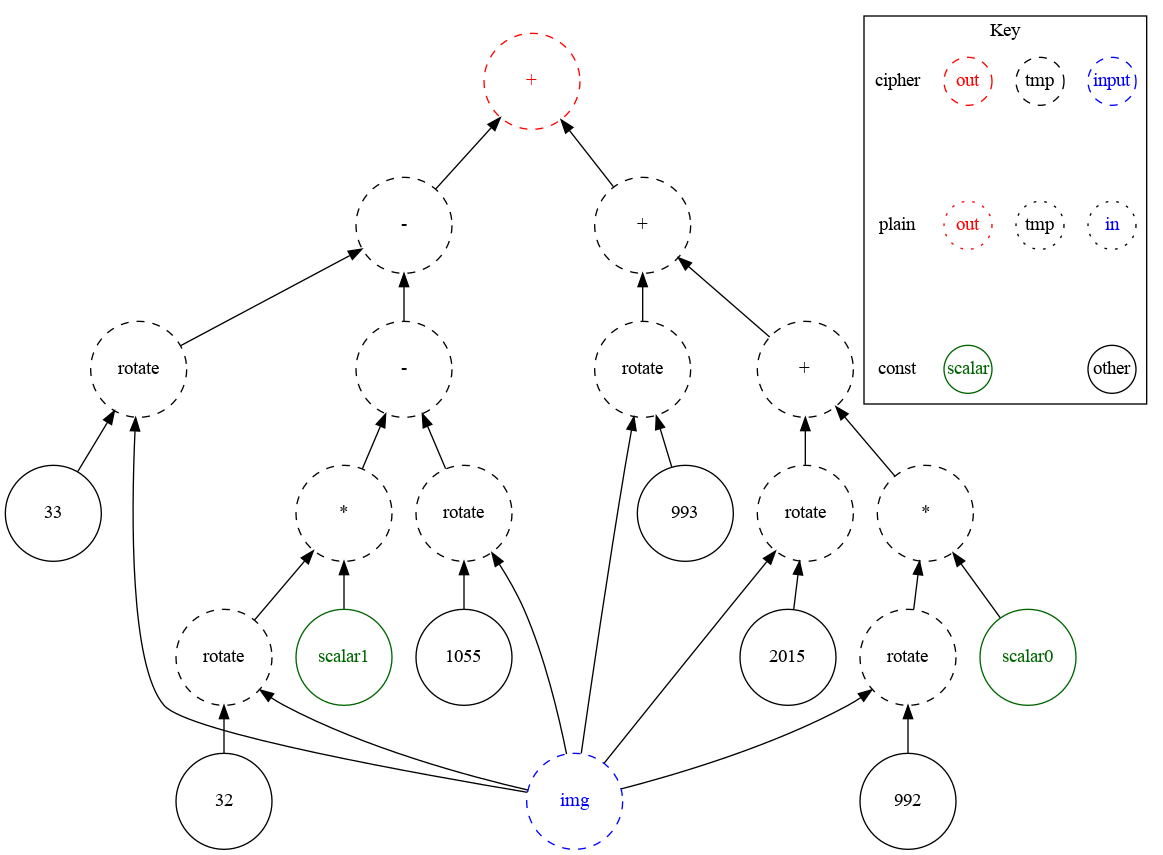 Key
cipher out tmp input
plain out tmp in
const scalar other
+
- +
rotate - rotate +
33 * rotate 993 rotate *
rotate scalar1 1055 2015 rotate scalar0
32 img 992